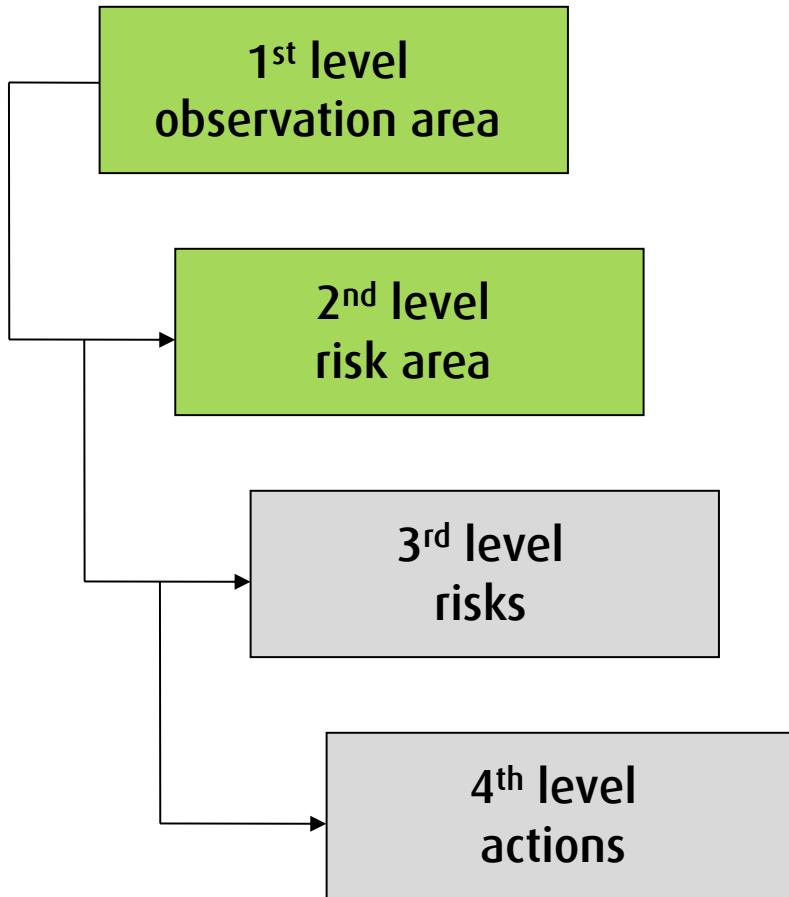 1st level
observation area
2nd level
risk area
3rd level
risks
4th level
actions